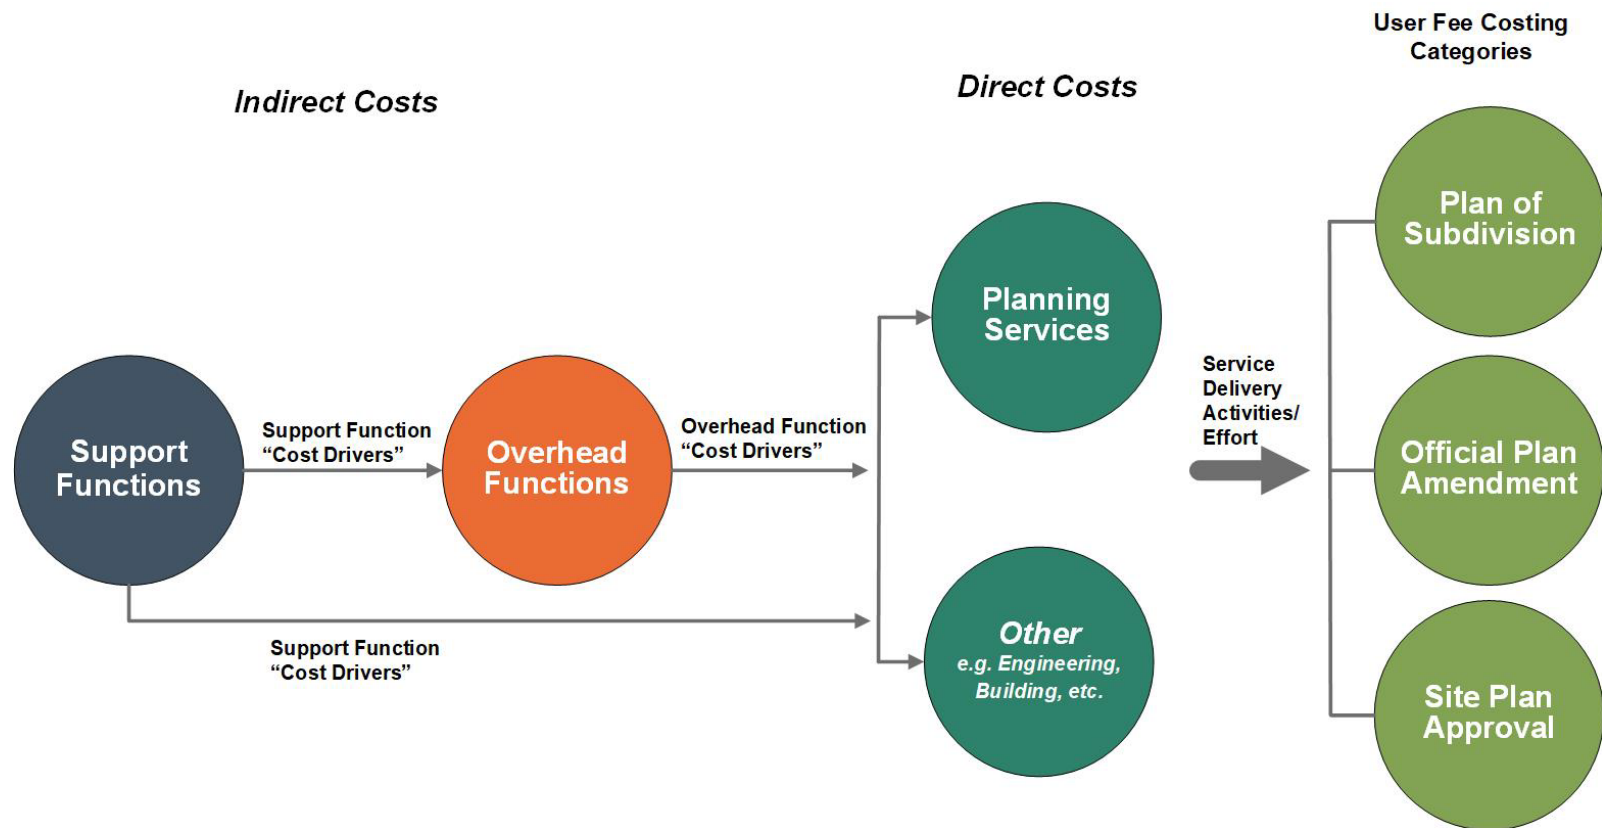 User Fee Costing
Categories
Indirect Costs
Direct Costs
Plan of
Subdivision
Planning
Services
Service
Delivery
Activities/
Effort
Support
Functions
Support Function
“Cost Drivers”
Overhead
Functions
Overhead Function
“Cost Drivers”
Official Plan
Amendment
Support Function
“Cost Drivers”
Other
e.g. Engineering,
Building, etc.
Site Plan
Approval